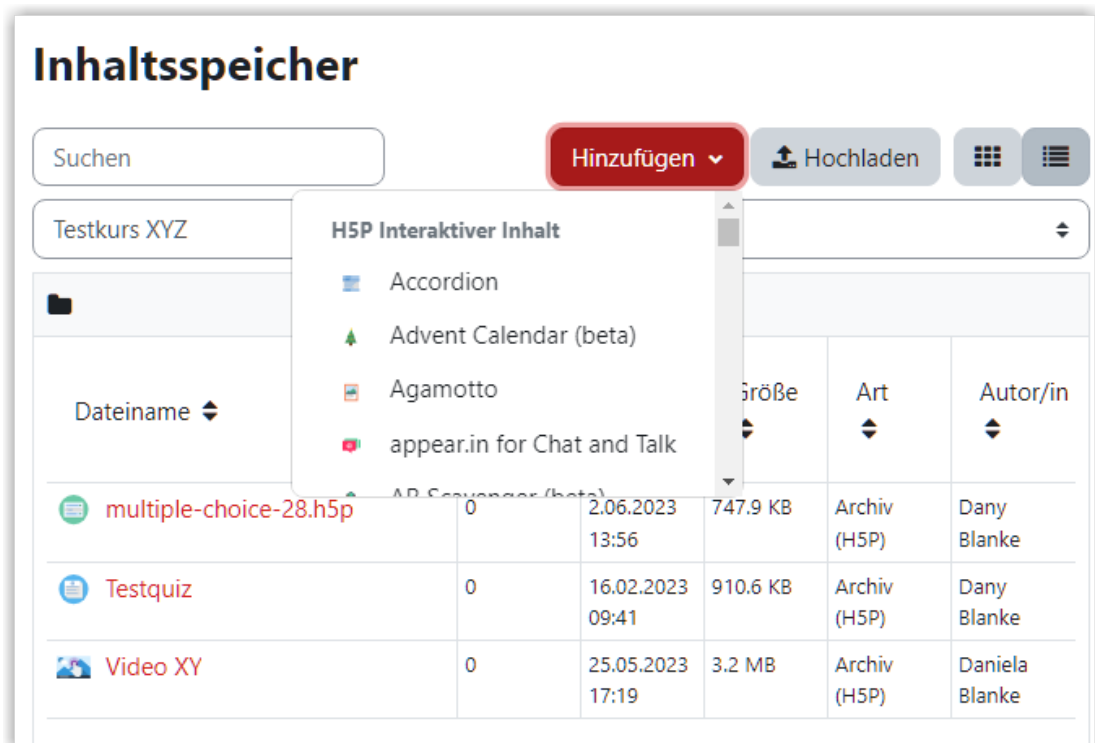 Inhaltsspeicher
Suchen
Hinzufügen
Hochladen
Testkurs XYZ
H5P Interaktiver Inhalt
Accordion
Advent Calendar (beta)
Agamotto
appear.in for Chat and Talk
AR Scavenger (beta)
Dateiname
Größe
Art
Autor/in
multiple-choice-28.h5p
0
2.06.2023
13:56
747.9 KB
Archiv
(H5P)
Dany
Blanke
Testquiz
0
16.02.2023
09:41
910.6 KB
Archiv
(H5P)
Dany
Blanke
Video XY
0
25.05.2023
17:19
3.2 MB
Archiv
(H5P)
Daniela
Blanke